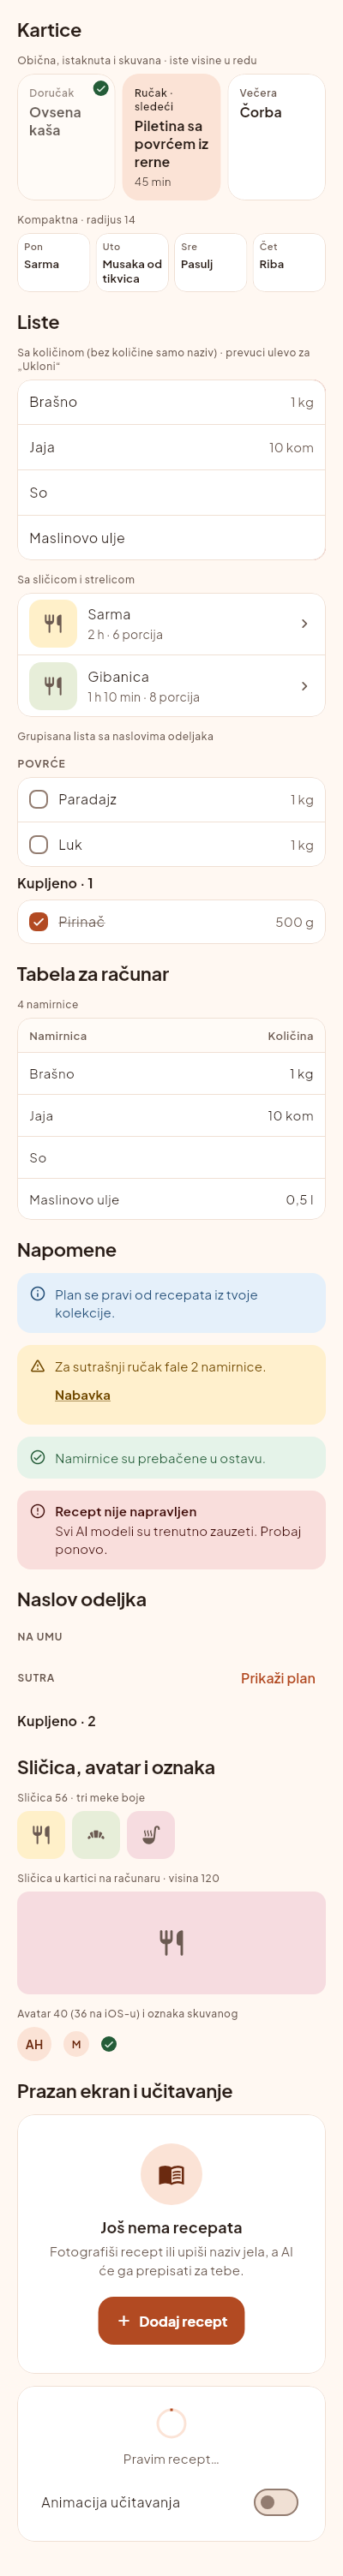 Kartice
Obična, istaknuta i skuvana · iste visine u redu
Doručak
Ovsena
kaša
Ručak ·
sledeći
Piletina sa
povrćem iz
rerne
45 min
Večera
Čorba
Kompaktna · radijus 14
Pon
Sarma
Uto
Musaka od
tikvica
Sre
Pasulj
Čet
Riba
Liste
Sa količinom (bez količine samo naziv) · prevuci ulevo za
„Ukloni“
Brašno 1 kg
Jaja 10 kom
So
Maslinovo ulje
Sa sličicom i strelicom
Sarma
2 h · 6 porcija
Gibanica
1 h 10 min · 8 porcija
Grupisana lista sa naslovima odeljaka
POVRĆE
Paradajz 1 kg
Luk 1 kg
Kupljeno · 1
Pirinač 500 g
Tabela za računar
4 namirnice
Namirnica Količina
Brašno 1 kg
Jaja 10 kom
So
Maslinovo ulje 0,5 l
Napomene
Plan se pravi od recepata iz tvoje
kolekcije.
Za sutrašnji ručak fale 2 namirnice.
Nabavka
Namirnice su prebačene u ostavu.
Recept nije napravljen
Svi AI modeli su trenutno zauzeti. Probaj
ponovo.
Naslov odeljka
NA UMU
SUTRA Prikaži plan
Kupljeno · 2
Sličica, avatar i oznaka
Sličica 56 · tri meke boje
Sličica u kartici na računaru · visina 120
Avatar 40 (36 na iOS-u) i oznaka skuvanog
AH M
Prazan ekran i učitavanje
Još nema recepata
Fotografiši recept ili upiši naziv jela, a AI
će ga prepisati za tebe.
Dodaj recept
Pravim recept...
Animacija učitavanja